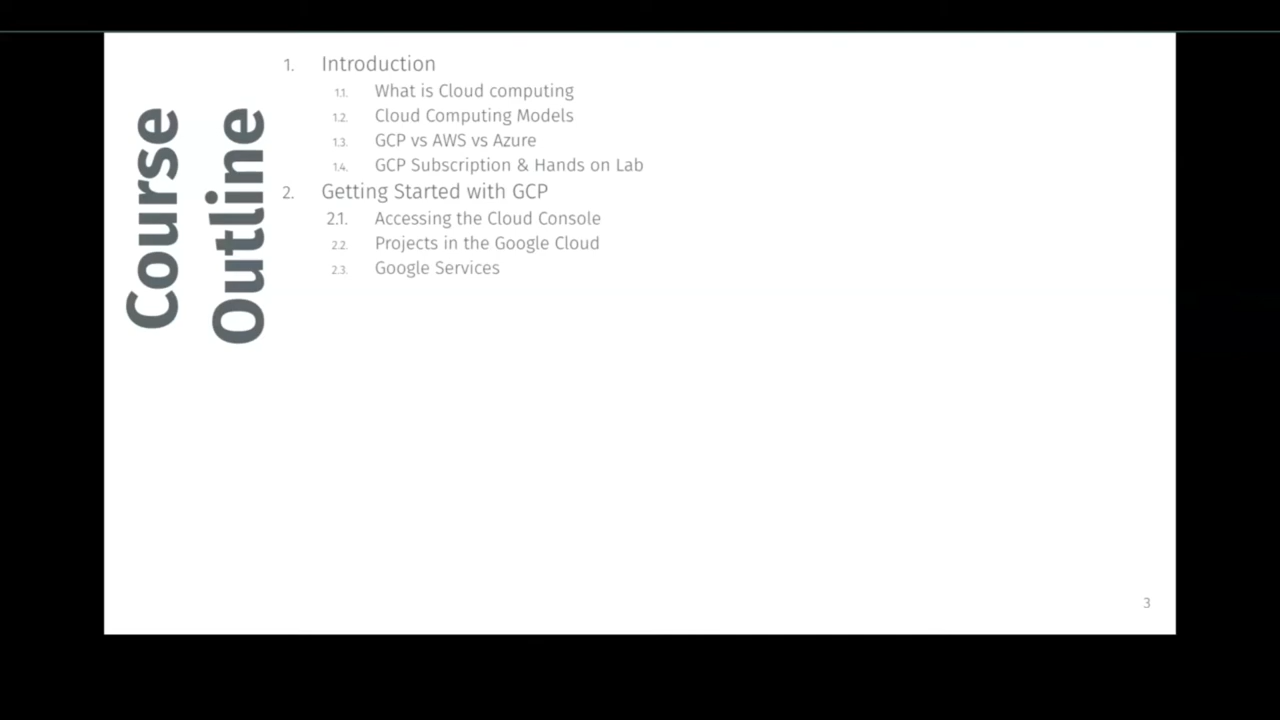 Course
Outline
1. Introduction
1.1. What is Cloud computing
1.2. Cloud Computing Models
1.3. GCP vs AWS vs Azure
1.4. GCP Subscription & Hands on Lab
2. Getting Started with GCP
2.1. Accessing the Cloud Console
2.2. Projects in the Google Cloud
2.3. Google Services
3